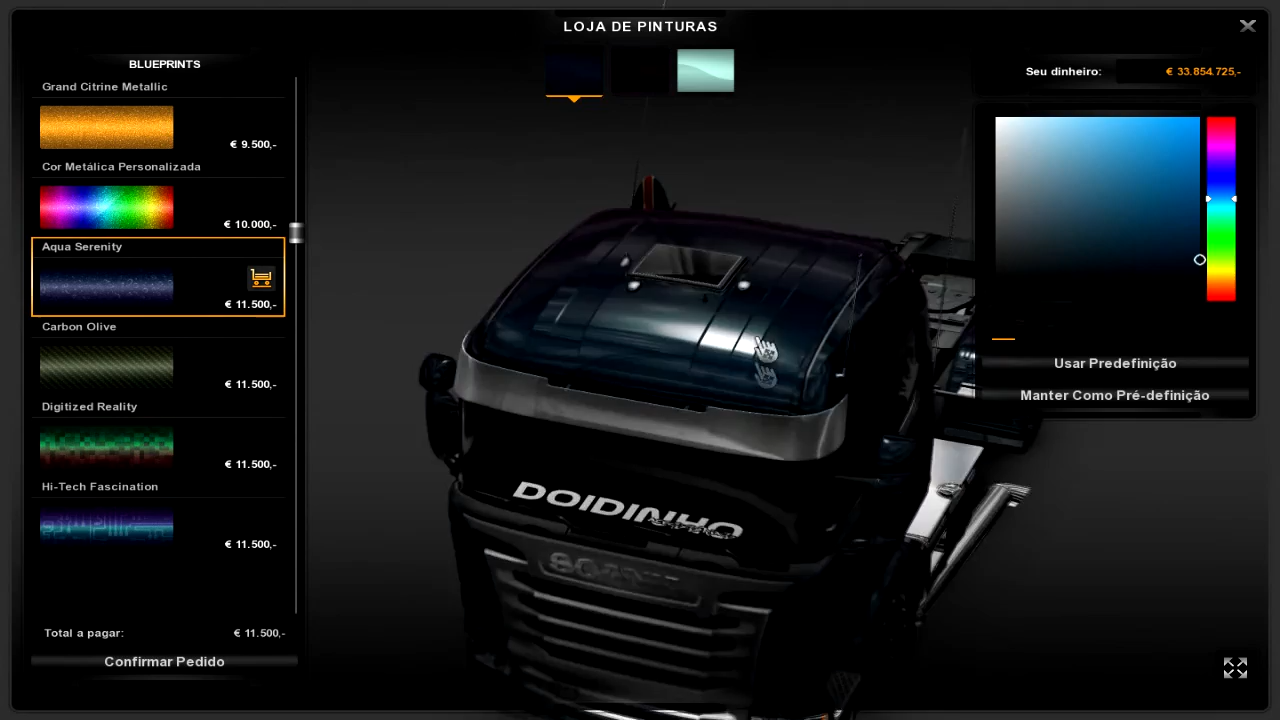 LOJA DE PINTURAS
BLUEPRINTS
Grand Citrine Metallic
€ 9.500,-
Cor Metálica Personalizada
€ 10.000,-
Aqua Serenity
€ 11.500,-
Carbon Olive
€ 11.500,-
Digitized Reality
€ 11.500,-
Hi-Tech Fascination
€ 11.500,-
Total a pagar: € 11.500,-
Confirmar Pedido
Seu dinheiro: € 33.854.725,-
Usar Predefinição
Manter Como Pré-definição
DOIDINHO
SCANIA